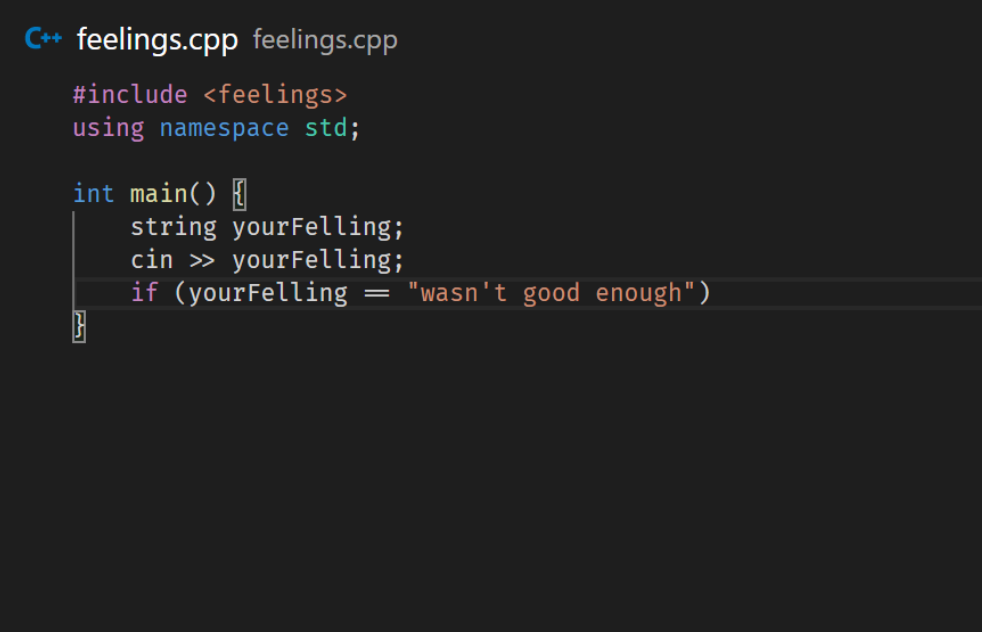 C++ feelings.cpp feelings.cpp
#include <feelings>
using namespace std;
int main() {
string yourFelling;
cin >> yourFelling;
if (yourFelling == "wasn't good enough")
}